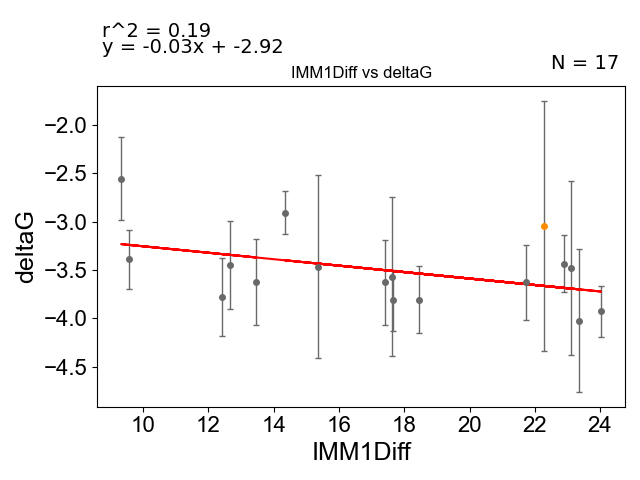 r^2 = 0.19
y = -0.03x + -2.92
N = 17
IMM1Diff vs deltaG
−2.0
−2.5
−3.0
−3.5
−4.0
−4.5
deltaG
10 12 14 16 18 20 22 24
IMM1Diff